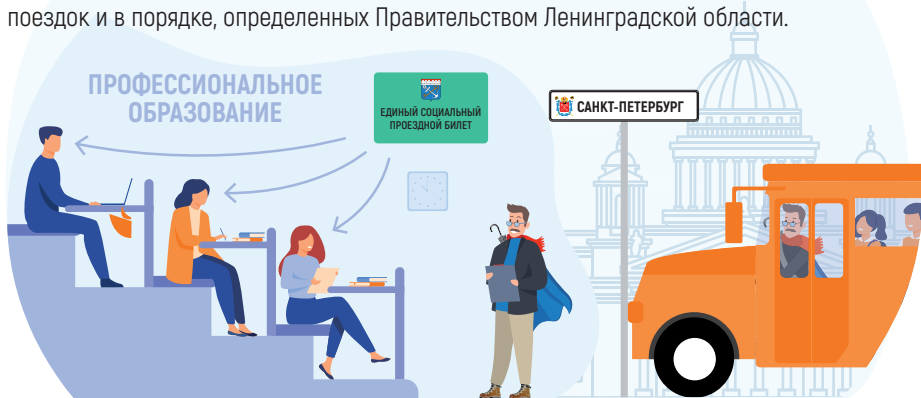 поездок и в порядке, определенных Правительством Ленинградской области.
ПРОФЕССИОНАЛЬНОЕ
ОБРАЗОВАНИЕ
ЕДИНЫЙ СОЦИАЛЬНЫЙ
ПРОЕЗДНОЙ БИЛЕТ
САНКТ-ПЕТЕРБУРГ